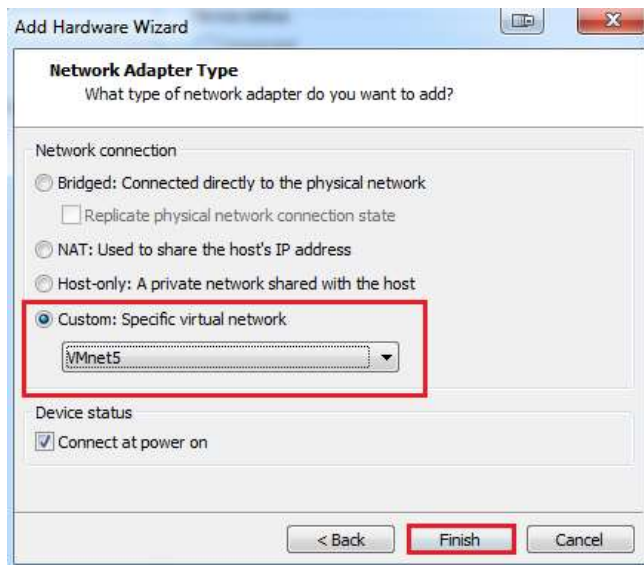 Add Hardware Wizard
Network Adapter Type
What type of network adapter do you want to add?
Network connection
Bridged: Connected directly to the physical network
Replicate physical network connection state
NAT: Used to share the host's IP address
Host-only: A private network shared with the host
Custom: Specific virtual network
VMnet5
Device status
Connect at power on
< Back Finish Cancel